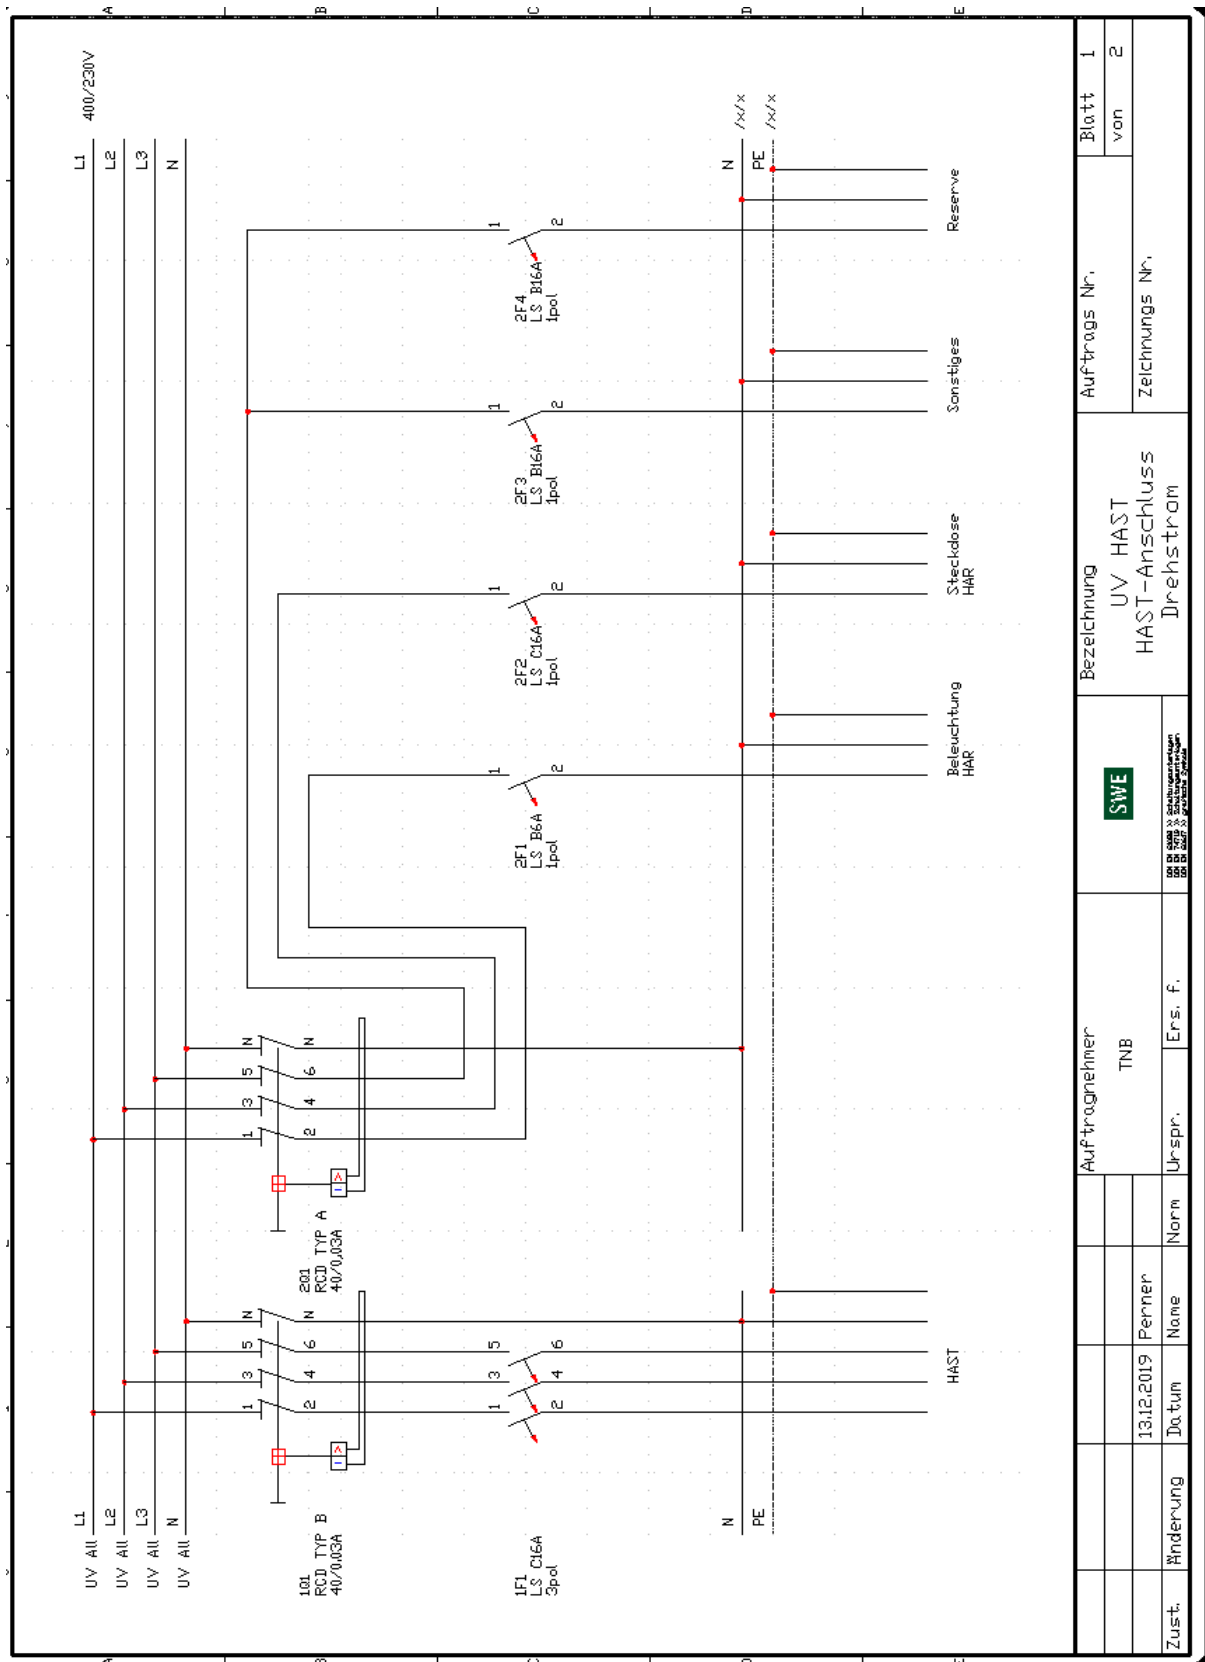 A
B
C
D
E
400/230V
L1
L2
L3
N
N
PE
/x/x
/x/x
UV All
L1
UV All
L2
UV All
L3
UV All
N
1Q1
RCD TYP B
40/0,03A
1
3
5
N
2
4
6
N
I
>
2Q1
RCD TYP A
40/0,03A
1
3
5
N
2
4
6
N
I
>
1F1
LS C16A
3pol
1
3
5
2
4
6
2F1
LS B6A
1pol
1
2
2F2
LS C16A
1pol
1
2
2F3
LS B16A
1pol
1
2
2F4
LS B16A
1pol
1
2
N
PE
HAST
Beleuchtung
HAR
Steckdose
HAR
Sonstiges
Reserve
A
B
C
D
E
Zust.
Änderung
Datum
Name
Norm
13.12.2019
Perner
Auftragnehmer
TNB
Urspr.
Ers. f.
SWE
Bezeichnung
UV HAST
HAST-Anschluss
Drehstrom
Auftrags Nr.
Zeichnungs Nr.
Blatt 1
von 2